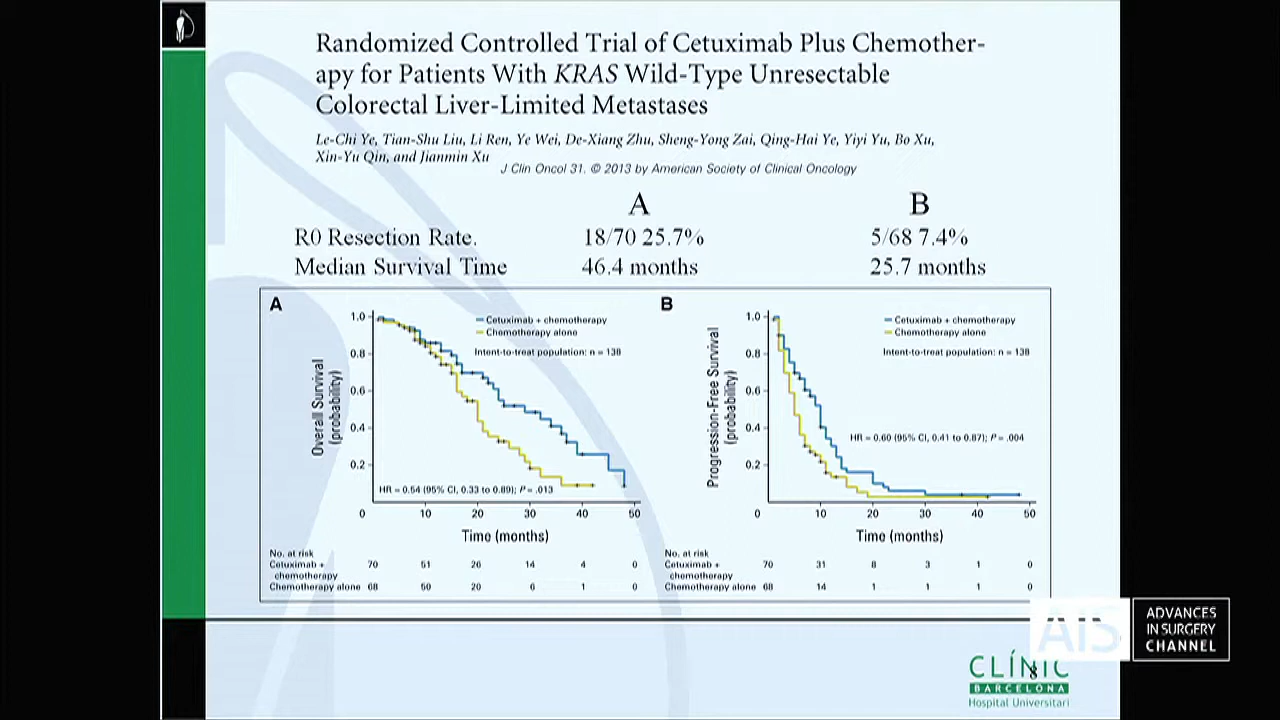 Randomized Controlled Trial of Cetuximab Plus Chemother-
apy for Patients With KRAS Wild-Type Unresectable
Colorectal Liver-Limited Metastases
Le-Chi Ye, Tian-Shu Liu, Li Ren, Ye Wei, De-Xiang Zhu, Sheng-Yong Zai, Qing-Hai Ye, Yiyi Yu, Bo Xu,
Xin-Yu Qin, and Jianmin Xu
J Clin Oncol 31. © 2013 by American Society of Clinical Oncology
A B
R0 Resection Rate. 18/70 25.7% 5/68 7.4%
Median Survival Time 46.4 months 25.7 months
A
Overall Survival
(probability)
1.0
0.8
0.6
0.4
0.2
Cetuximab + chemotherapy
Chemotherapy alone
Intent-to-treat population: n = 138
HR = 0.54 (95% CI, 0.33 to 0.89); P = .013
0 10 20 30 40 50
Time (months)
No. at risk
Cetuximab + 70 51 26 14 4 0
chemotherapy
Chemotherapy alone 68 50 20 6 1 0
B
Progression-Free Survival
(probability)
1.0
0.8
0.6
0.4
0.2
Cetuximab + chemotherapy
Chemotherapy alone
Intent-to-treat population: n = 138
HR = 0.60 (95% CI, 0.41 to 0.87); P = .004
0 10 20 30 40 50
Time (months)
No. at risk
Cetuximab + 70 31 8 3 1 0
chemotherapy
Chemotherapy alone 68 14 1 1 1 0
AIS
ADVANCES
IN SURGERY
CHANNEL
CLÍNIC
8
BARCELONA
Hospital Universitari